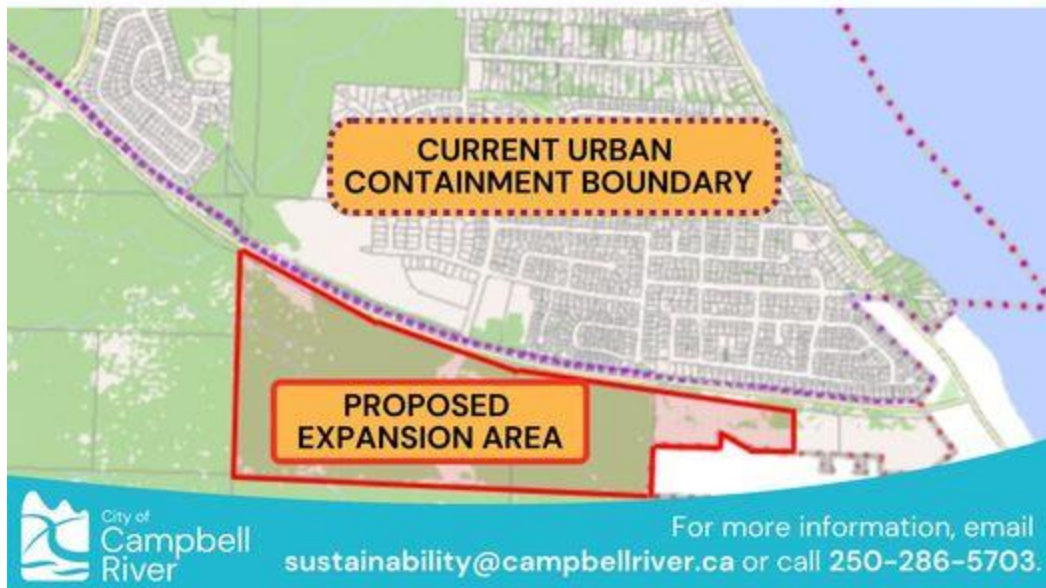 CURRENT URBAN
CONTAINMENT BOUNDARY
PROPOSED
EXPANSION AREA
City of
Campbell
River
For more information, email
sustainability@campbellriver.ca or call 250-286-5703.